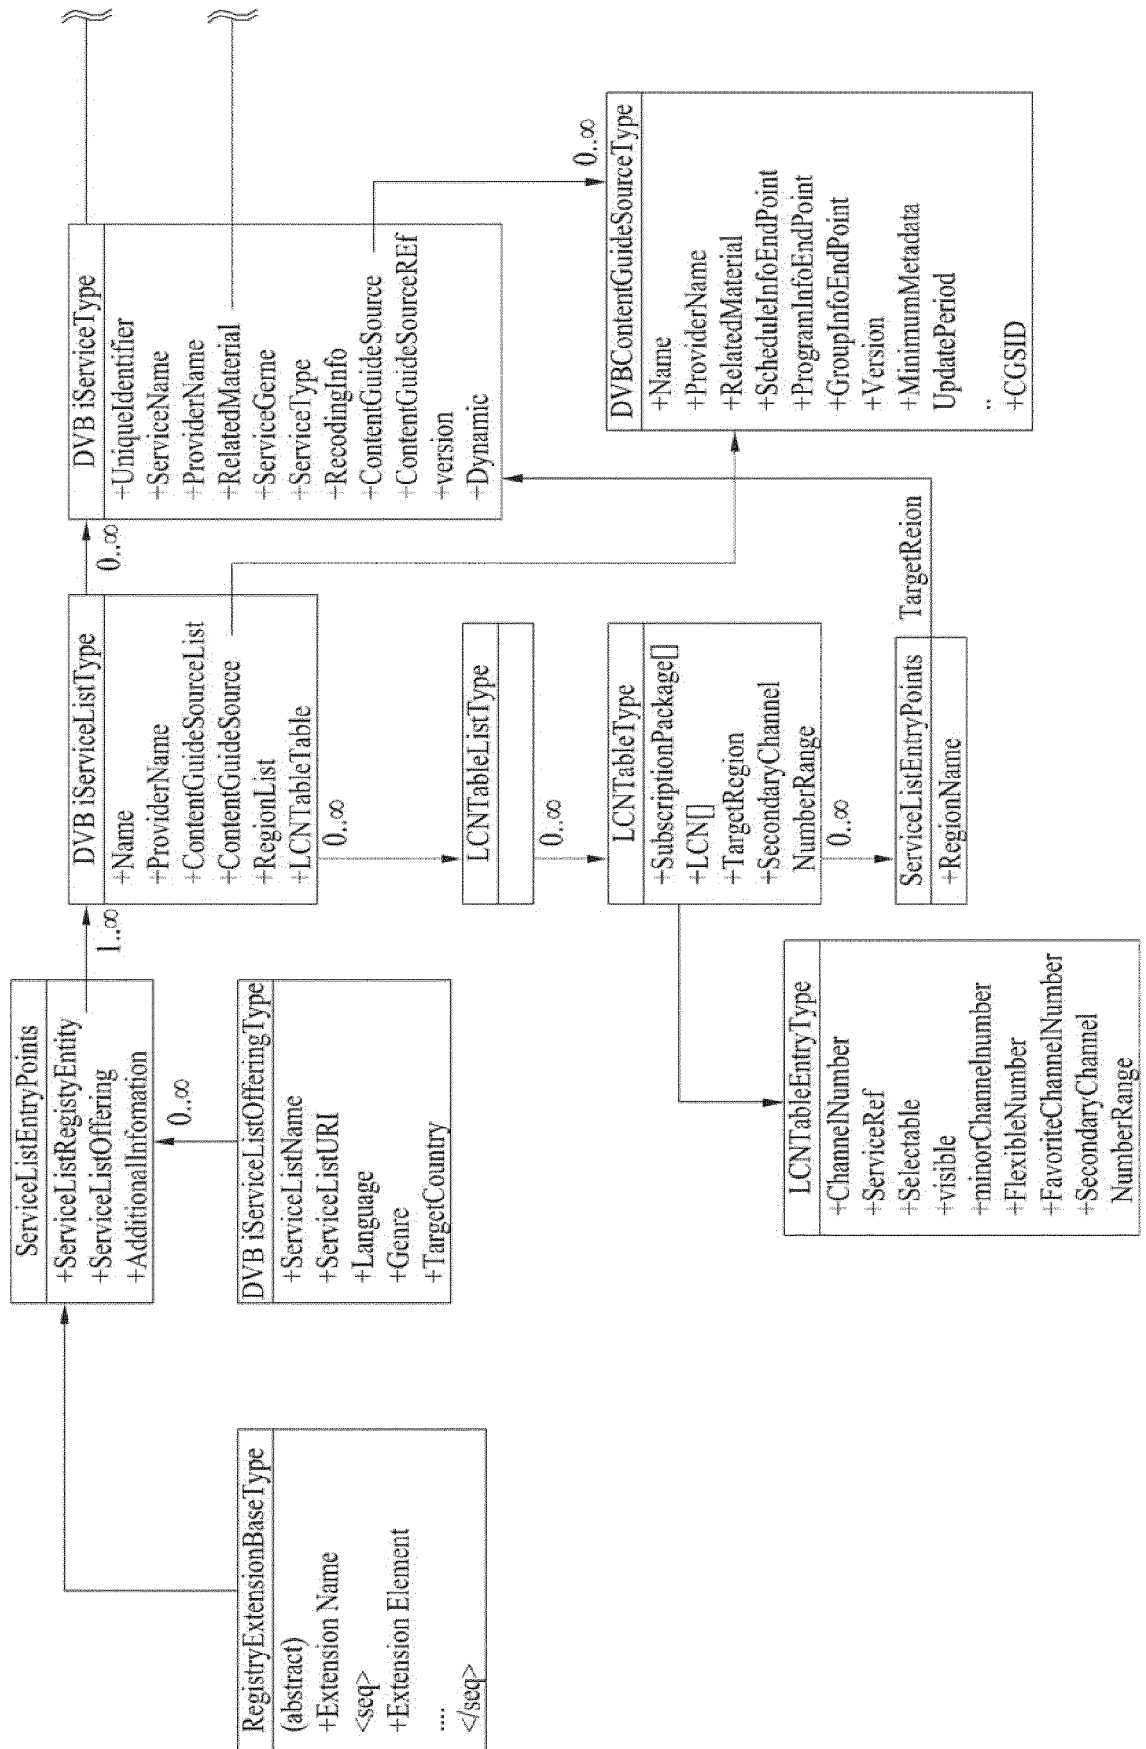 ServiceListEntryPoints
+ServiceListRegistyEntity
+ServiceListOffering
+AdditionalInfomation
1..∞
DVB iServiceListType
+Name
+ProviderName
+ContentGuideSourceList
+ContentGuideSource
+RegionList
+LCNTableTable
0..∞
DVB iServiceType
+UniqueIdentifier
+ServiceName
+ProviderName
+RelatedMaterial
+ServiceGerne
+ServiceType
+RecodingInfo
+ContentGuideSource
+ContentGuideSourceREf
+version
+Dynamic
RegistryExtensionBaseType
(abstract)
+Extension Name
<seq>
+Extension Element
....
</seq>
0..∞
DVB iServiceListOfferingType
+ServiceListName
+ServiceListURI
+Language
+Genre
+TargetCountry
0..∞
LCNTableListType
0..∞
LCNTableType
+SubscriptionPackage[]
+LCN[]
+TargetRegion
+SecondaryChannel
NumberRange
0..∞
ServiceListEntryPoints
+RegionName
TargetReion
0..∞
DVBContentGuideSourceType
+Name
+ProviderName
+RelatedMaterial
+ScheduleInfoEndPoint
+ProgramInfoEndPoint
+GroupInfoEndPoint
+Version
+MinimumMetadata
UpdatePeriod
..
+CGSID
LCNTableEntryType
+ChannelNumber
+ServiceRef
+Selectable
+visible
+minorChannelnumber
+FlexibleNumber
+FavoriteChannelNumber
+SecondaryChannel
NumberRange